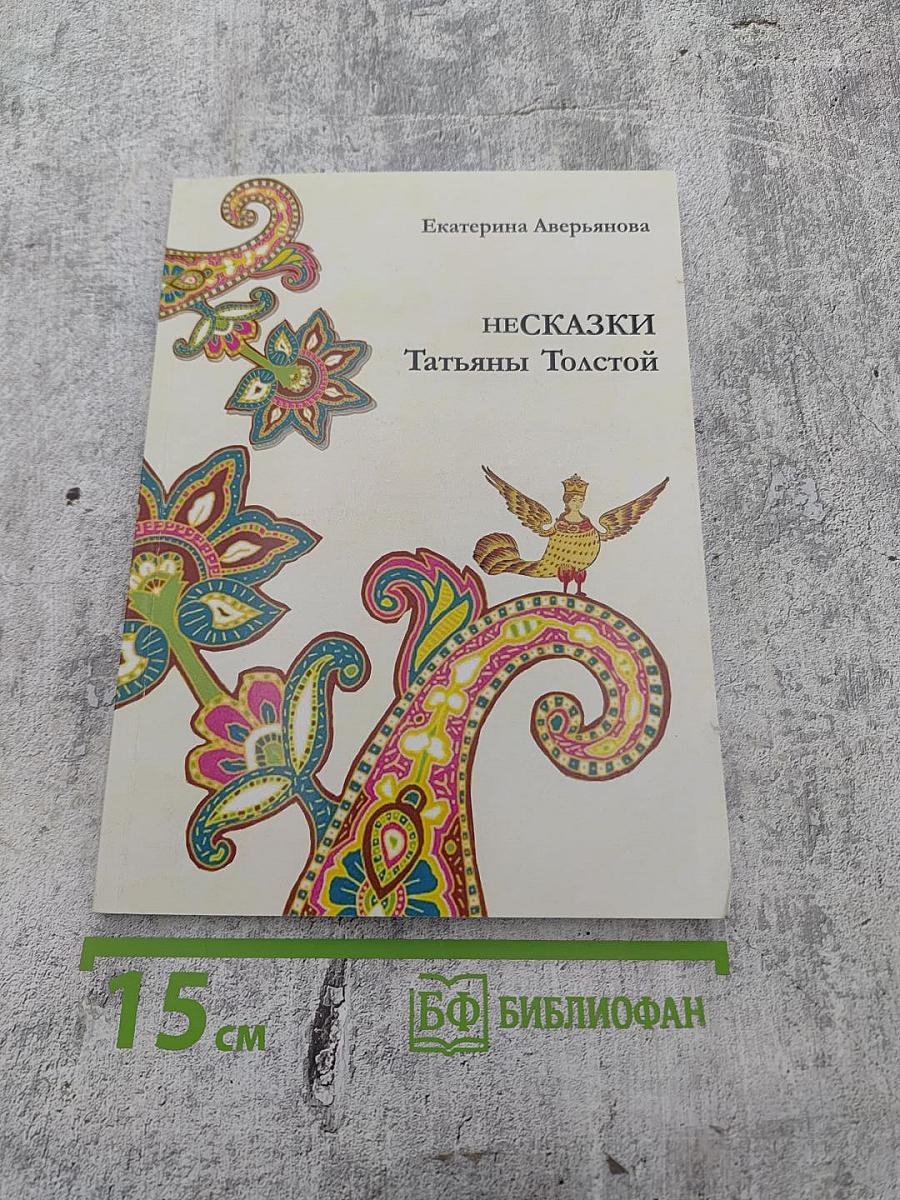 Екатерина Аверьянова
неСКАЗКИ
Татьяны Толстой
15 см
БФ БИБЛИОФАН